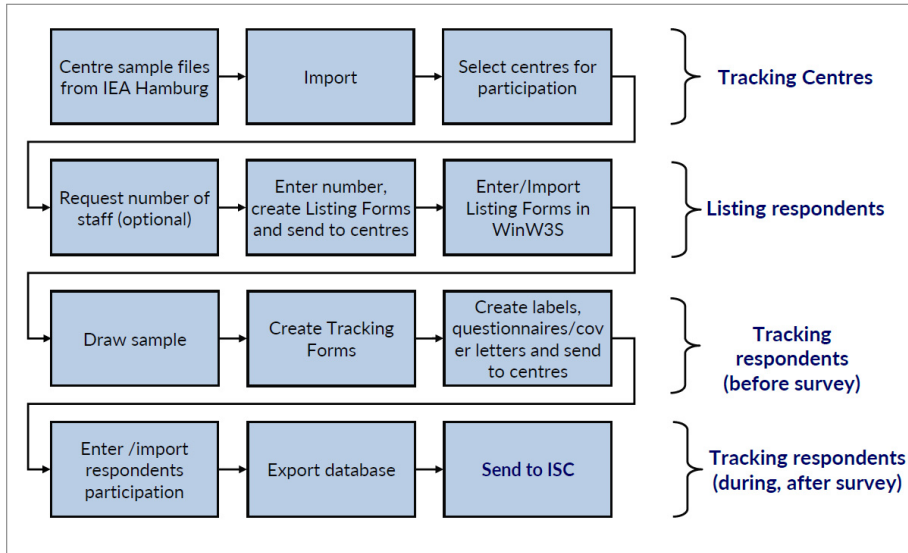 Centre sample files
from IEA Hamburg
Import
Select centres for
participation
Tracking Centres
Request number of
staff (optional)
Enter number,
create Listing Forms
and send to centres
Enter/Import
Listing Forms in
WinW3S
Listing respondents
Draw sample
Create Tracking
Forms
Create labels,
questionnaires/cov
er letters and send
to centres
Tracking
respondents
(before survey)
Enter /import
respondents
participation
Export database
Send to ISC
Tracking respondents
(during, after survey)